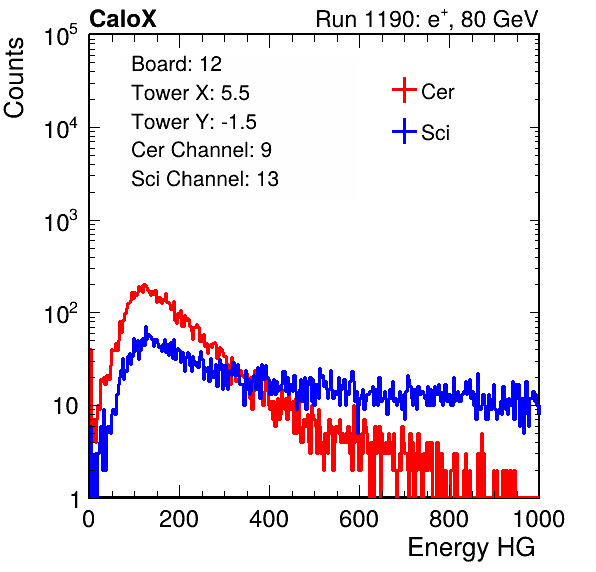 CaloX Run 1190: e⁺, 80 GeV
Counts
10⁵
10⁴
10³
10²
10
1
Board: 12
Tower X: 5.5
Tower Y: -1.5
Cer Channel: 9
Sci Channel: 13
Cer
Sci
0 200 400 600 800 1000
Energy HG